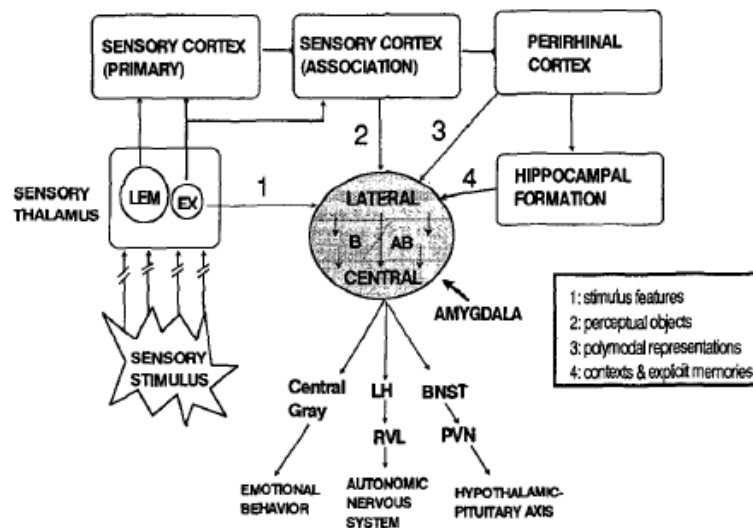 SENSORY CORTEX
(PRIMARY)
SENSORY CORTEX
(ASSOCIATION)
PERIRHINAL
CORTEX
1
2
3
4
SENSORY
THALAMUS
LEM
EX
HIPPOCAMPAL
FORMATION
LATERAL
B
AB
CENTRAL
AMYGDALA
SENSORY
STIMULUS
1: stimulus features
2: perceptual objects
3: polymodal representations
4: contexts & explicit memories
Central
Gray
LH
BNST
RVL
PVN
EMOTIONAL
BEHAVIOR
AUTONOMIC
NERVOUS
SYSTEM
HYPOTHALAMIC-
PITUITARY AXIS